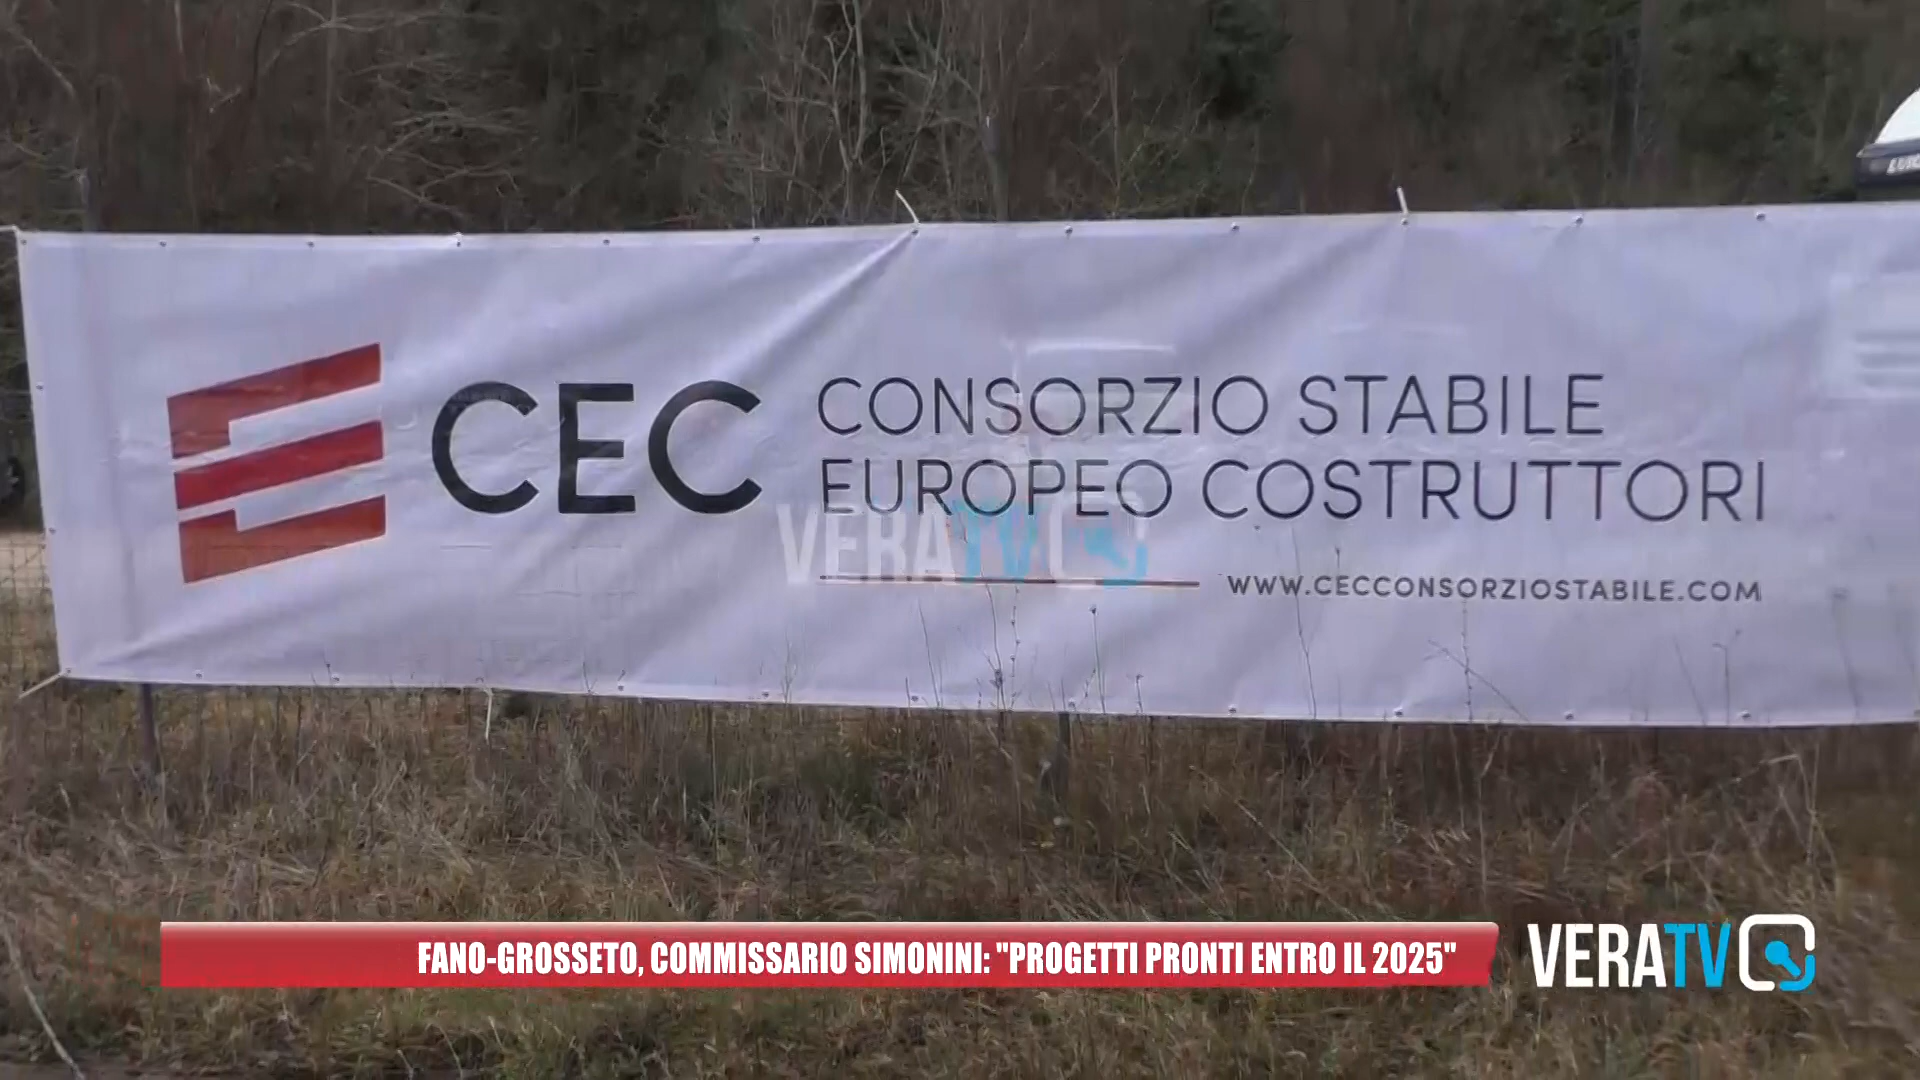 CEC
CONSORZIO STABILE
EUROPEO COSTRUTTORI
WWW.CECCONSORZIOSTABILE.COM
VERATV
FANO-GROSSETO, COMMISSARIO SIMONINI: "PROGETTI PRONTI ENTRO IL 2025"
VERATV